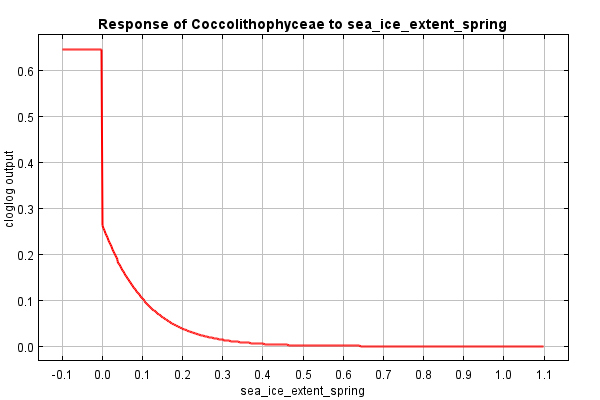 Response of Coccolithophyceae to sea_ice_extent_spring
0.6
0.5
0.4
0.3
0.2
0.1
0.0
cloglog output
-0.1 0.0 0.1 0.2 0.3 0.4 0.5 0.6 0.7 0.8 0.9 1.0 1.1
sea_ice_extent_spring